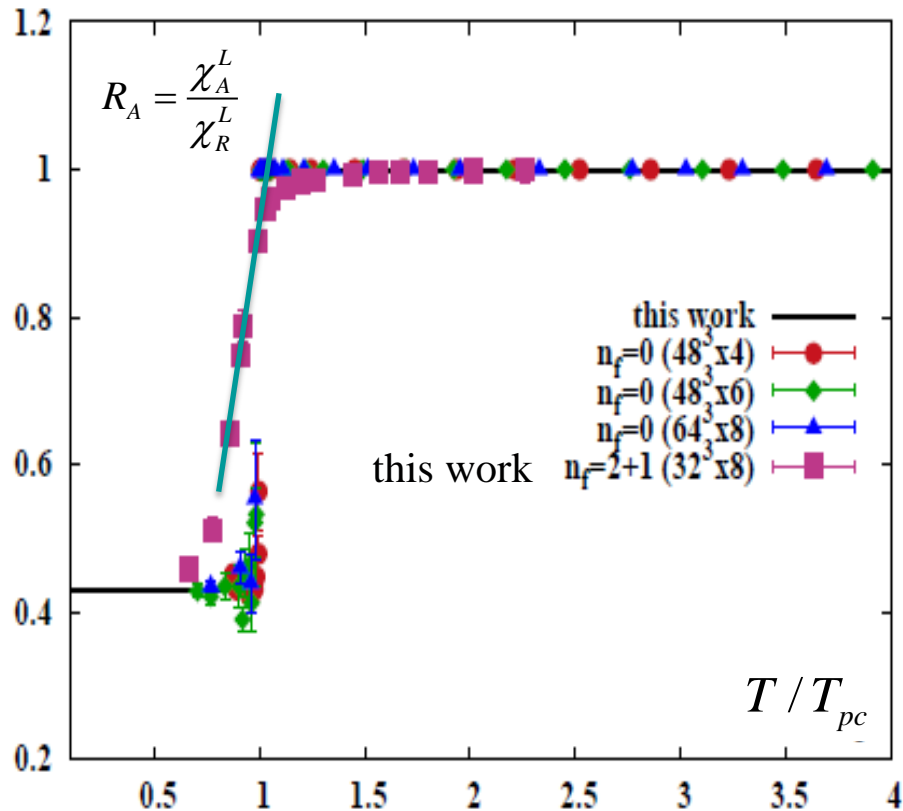 1.2
R_A = χ_A^L / χ_R^L
1
0.8
this work
n_f=0 (48^3x4)
n_f=0 (48^3x6)
n_f=0 (64^3x8)
this work n_f=2+1 (32^3x8)
0.6
0.4
T / T_pc
0.2
0.5 1 1.5 2 2.5 3 3.5 4